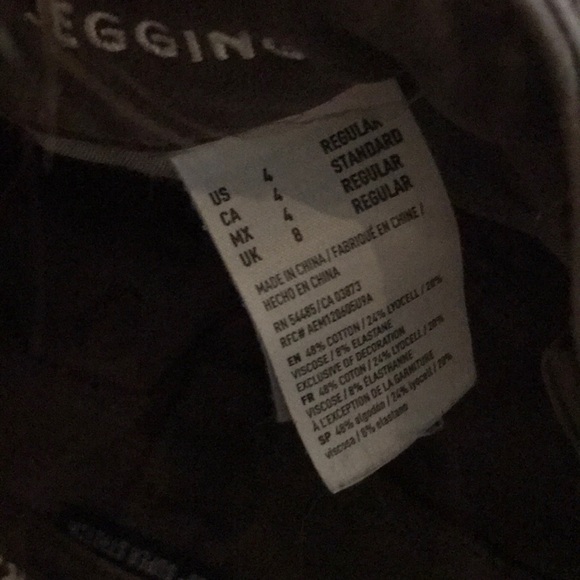 EGGING
US 4 REGULAR
CA 4 STANDARD
MX 4 REGULAR
UK 8 REGULAR
MADE IN CHINA / FABRIQUÉ EN CHINE /
HECHO EN CHINA
RN 54485/CA 03873
RFC# AEM120605U9A
EN 48% COTTON / 24% LYOCELL / 20%
VISCOSE / 8% ELASTANE
EXCLUSIVE OF DECORATION
FR 48% COTON / 24% LYOCELL / 20%
VISCOSE / 8% ÉLASTHANNE
À L'EXCEPTION DE LA GARNITURE
SP 48% algodón / 24% lyocell / 20%
viscosa / 8% elastano